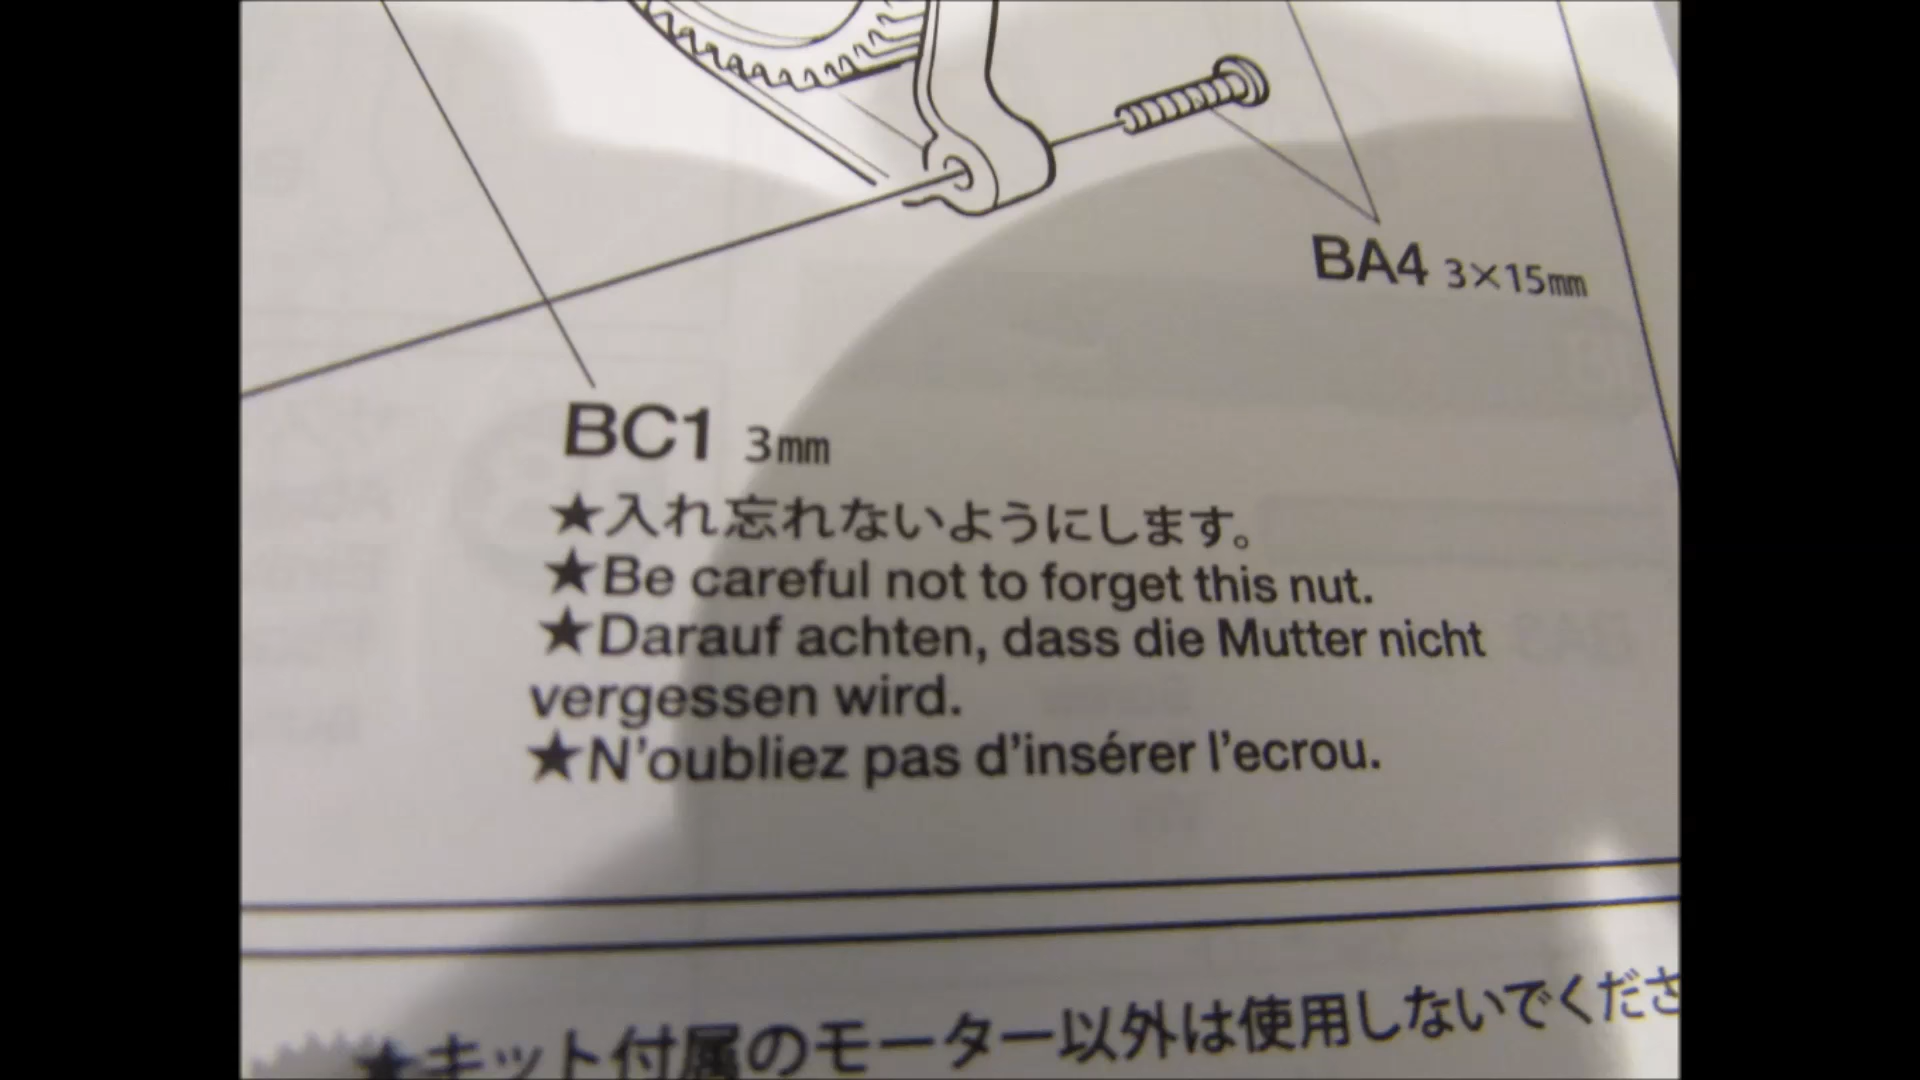 BA4 3×15mm
BC1 3mm
★入れ忘れないようにします。
★Be careful not to forget this nut.
★Darauf achten, dass die Mutter nicht
vergessen wird.
★N'oubliez pas d'insérer l'ecrou.
★キット付属のモーター以外は使用しないでくださ